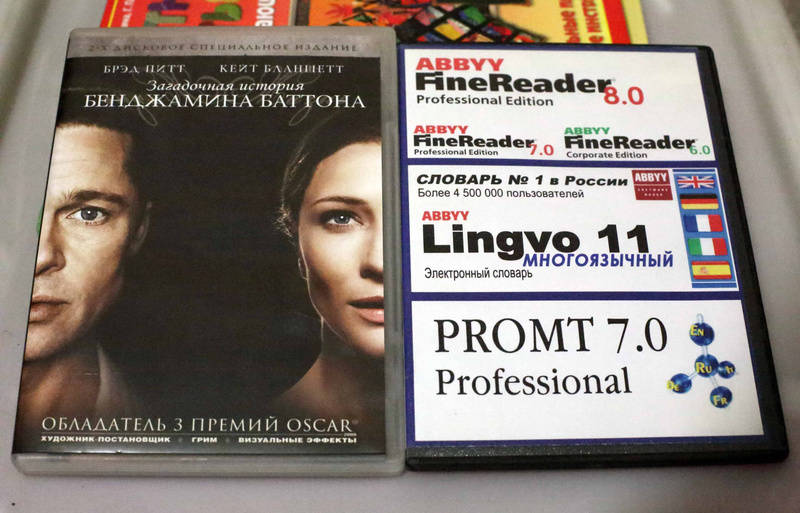 2-Х ДИСКОВОЕ СПЕЦИАЛЬНОЕ ИЗДАНИЕ
БРЭД ПИТТ КЕЙТ БЛАНШЕТТ
Загадочная история
БЕНДЖАМИНА БАТТОНА
ОБЛАДАТЕЛЬ 3 ПРЕМИЙ OSCAR®
ХУДОЖНИК-ПОСТАНОВЩИК ГРИМ ВИЗУАЛЬНЫЕ ЭФФЕКТЫ
ABBYY
FineReader 8.0
Professional Edition
ABBYY
FineReader 7.0
Professional Edition
ABBYY
FineReader 6.0
Corporate Edition
СЛОВАРЬ № 1 в России
Более 4 500 000 пользователей
ABBYY
SOFTWARE
HOUSE
ABBYY
Lingvo 11
МНОГОЯЗЫЧНЫЙ
Электронный словарь
PROMT 7.0
Professional
EN
RU
DE
FR